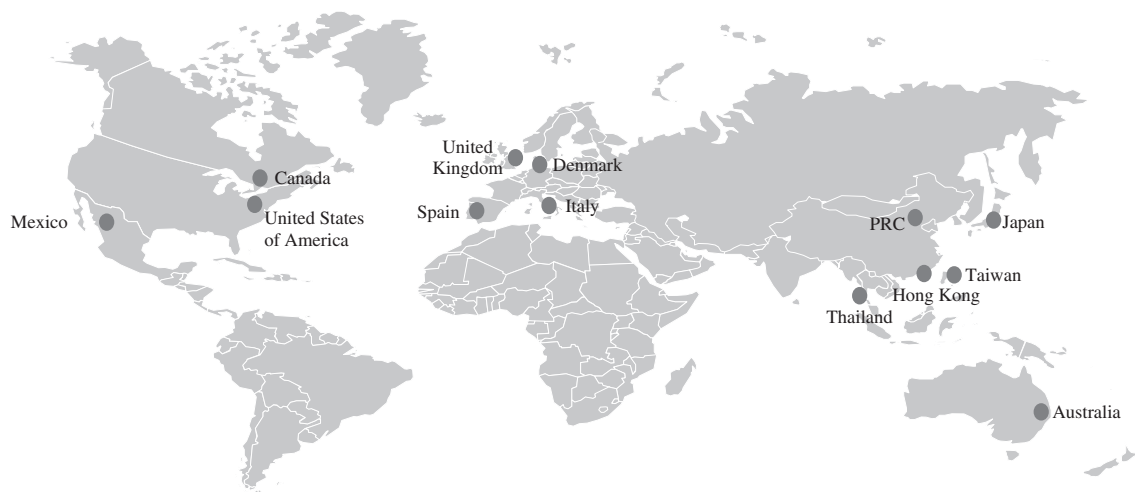 United
Kingdom
Denmark
Canada
Spain
Italy
Mexico
United States
of America
PRC
Japan
Taiwan
Hong Kong
Thailand
Australia